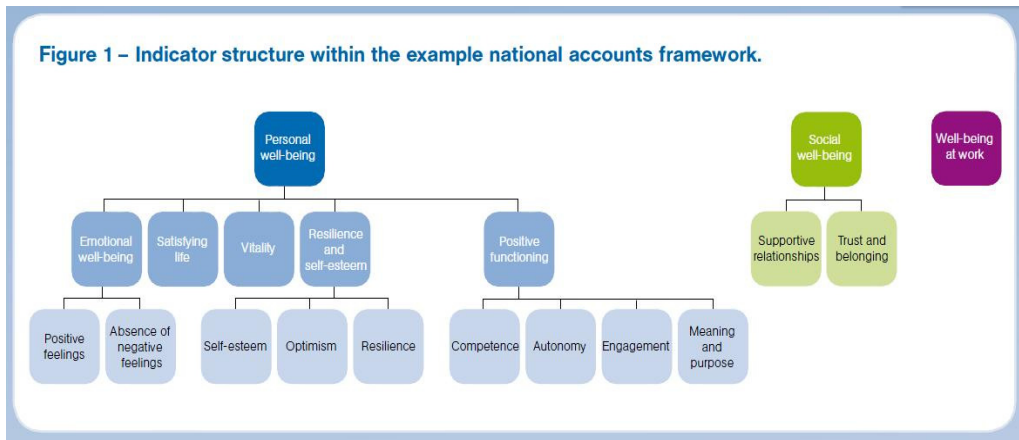 Figure 1 – Indicator structure within the example national accounts framework.
Personal
well-being
Social
well-being
Well-being
at work
Emotional
well-being
Satisfying
life
Vitality
Resilience
and
self-esteem
Positive
functioning
Supportive
relationships
Trust and
belonging
Positive
feelings
Absence of
negative
feelings
Self-esteem
Optimism
Resilience
Competence
Autonomy
Engagement
Meaning
and
purpose